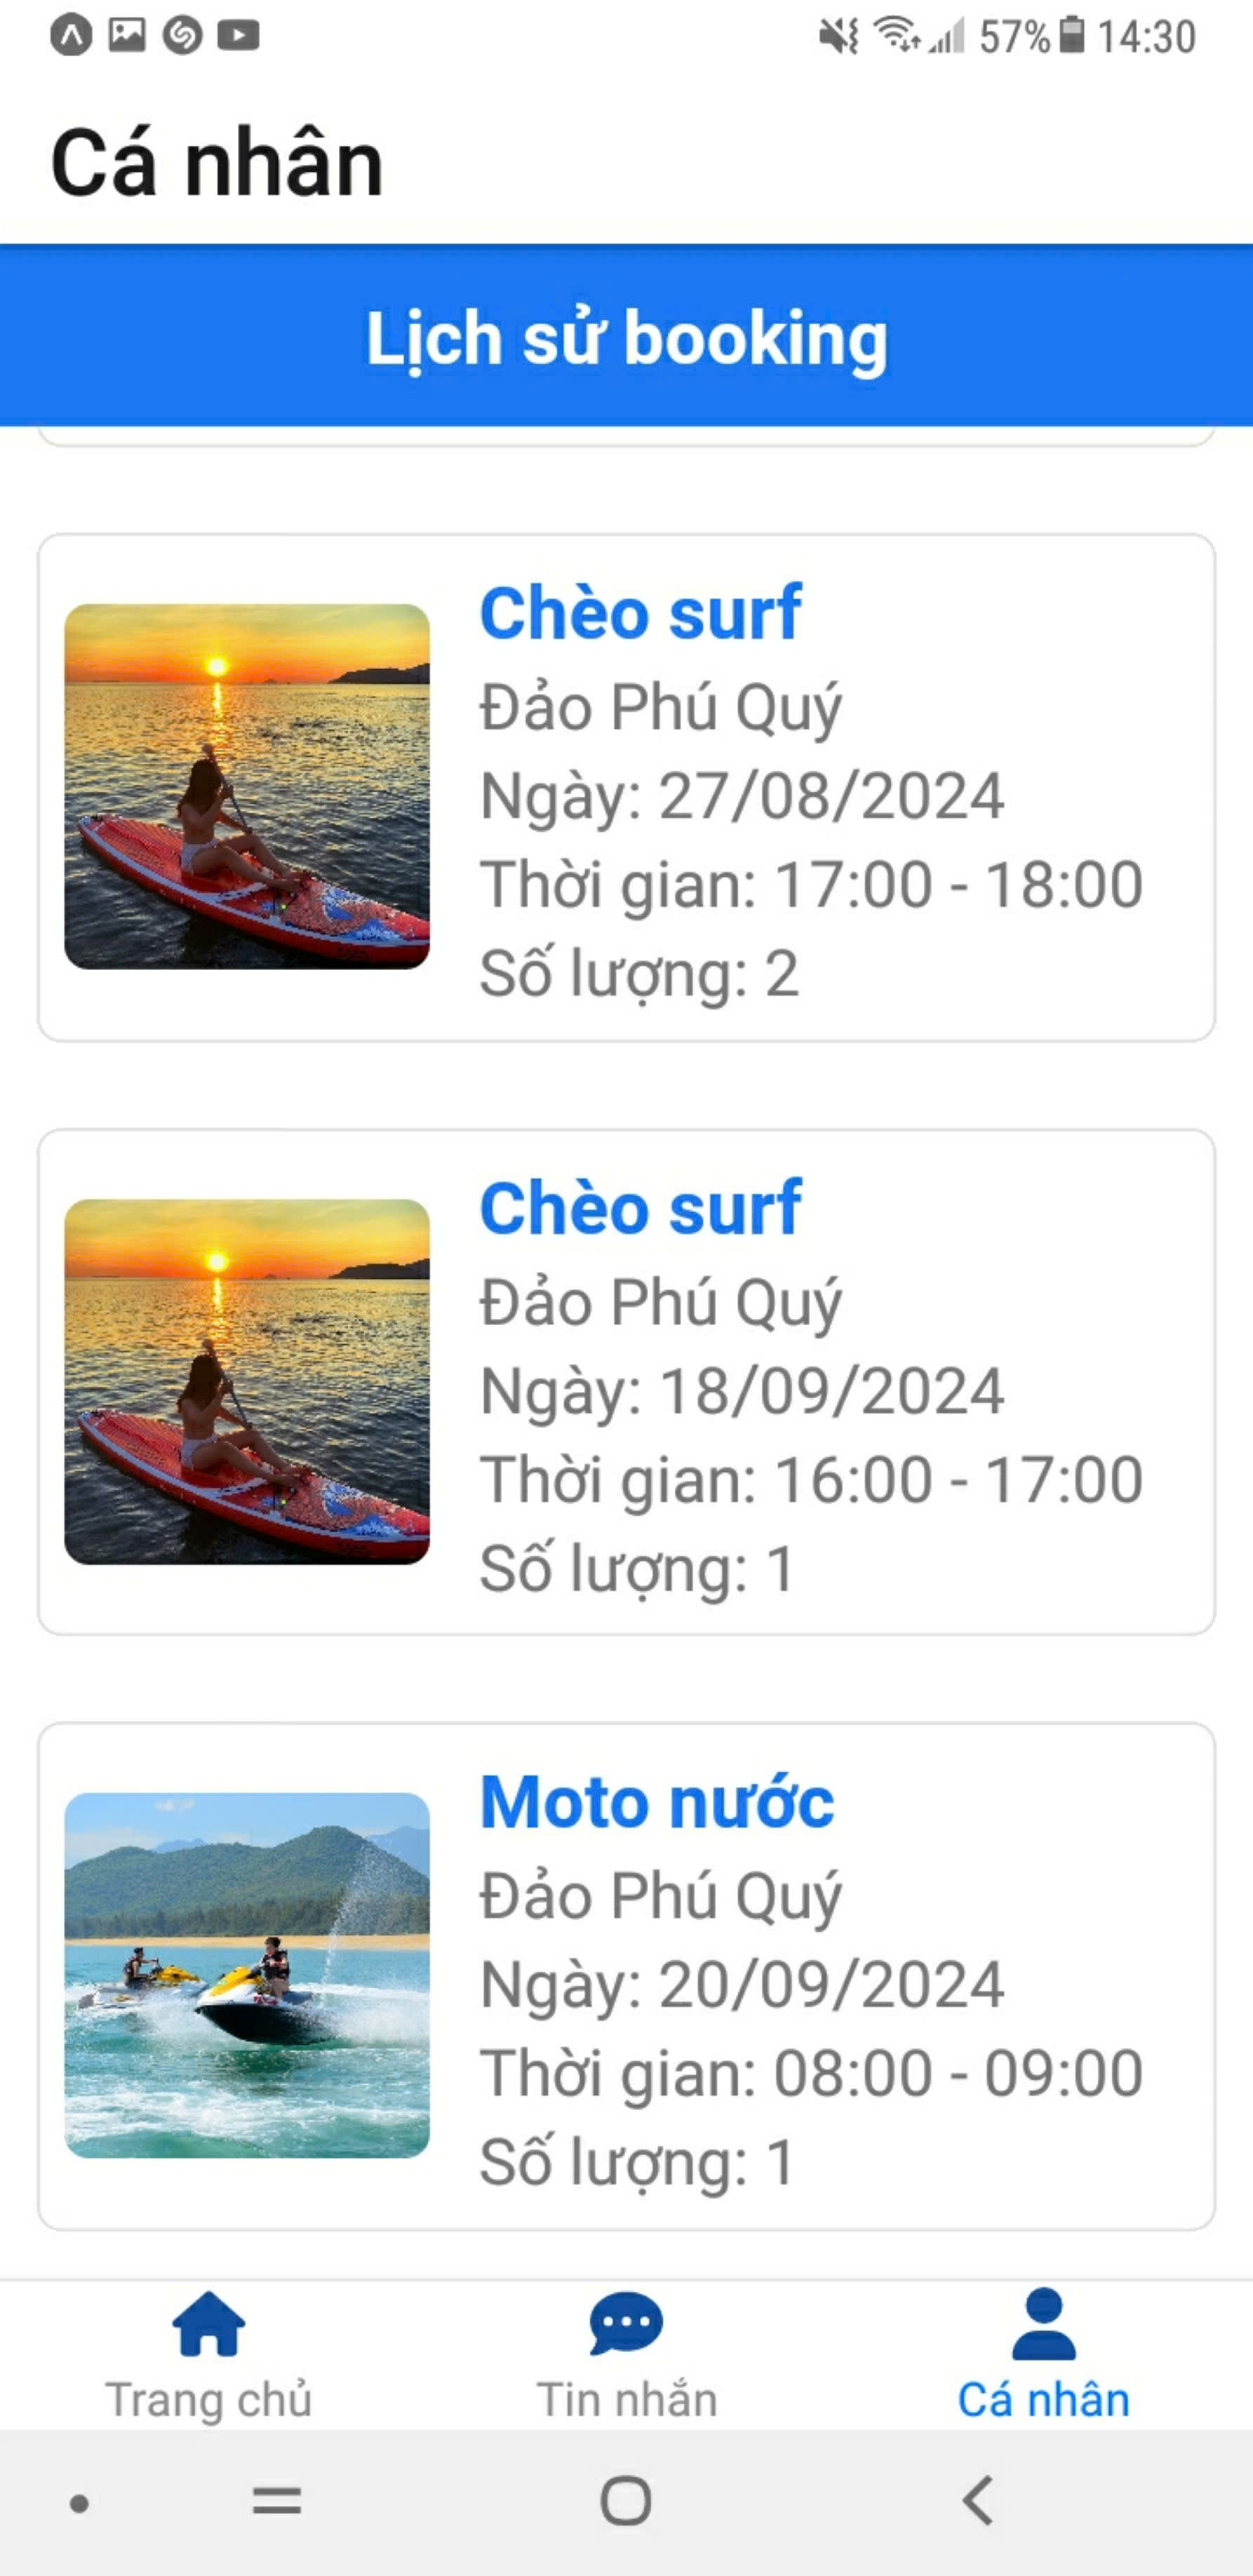 57% 14:30
Cá nhân
Lịch sử booking
Chèo surf
Đảo Phú Quý
Ngày: 27/08/2024
Thời gian: 17:00 - 18:00
Số lượng: 2
Chèo surf
Đảo Phú Quý
Ngày: 18/09/2024
Thời gian: 16:00 - 17:00
Số lượng: 1
Moto nước
Đảo Phú Quý
Ngày: 20/09/2024
Thời gian: 08:00 - 09:00
Số lượng: 1
Trang chủ
Tin nhắn
Cá nhân